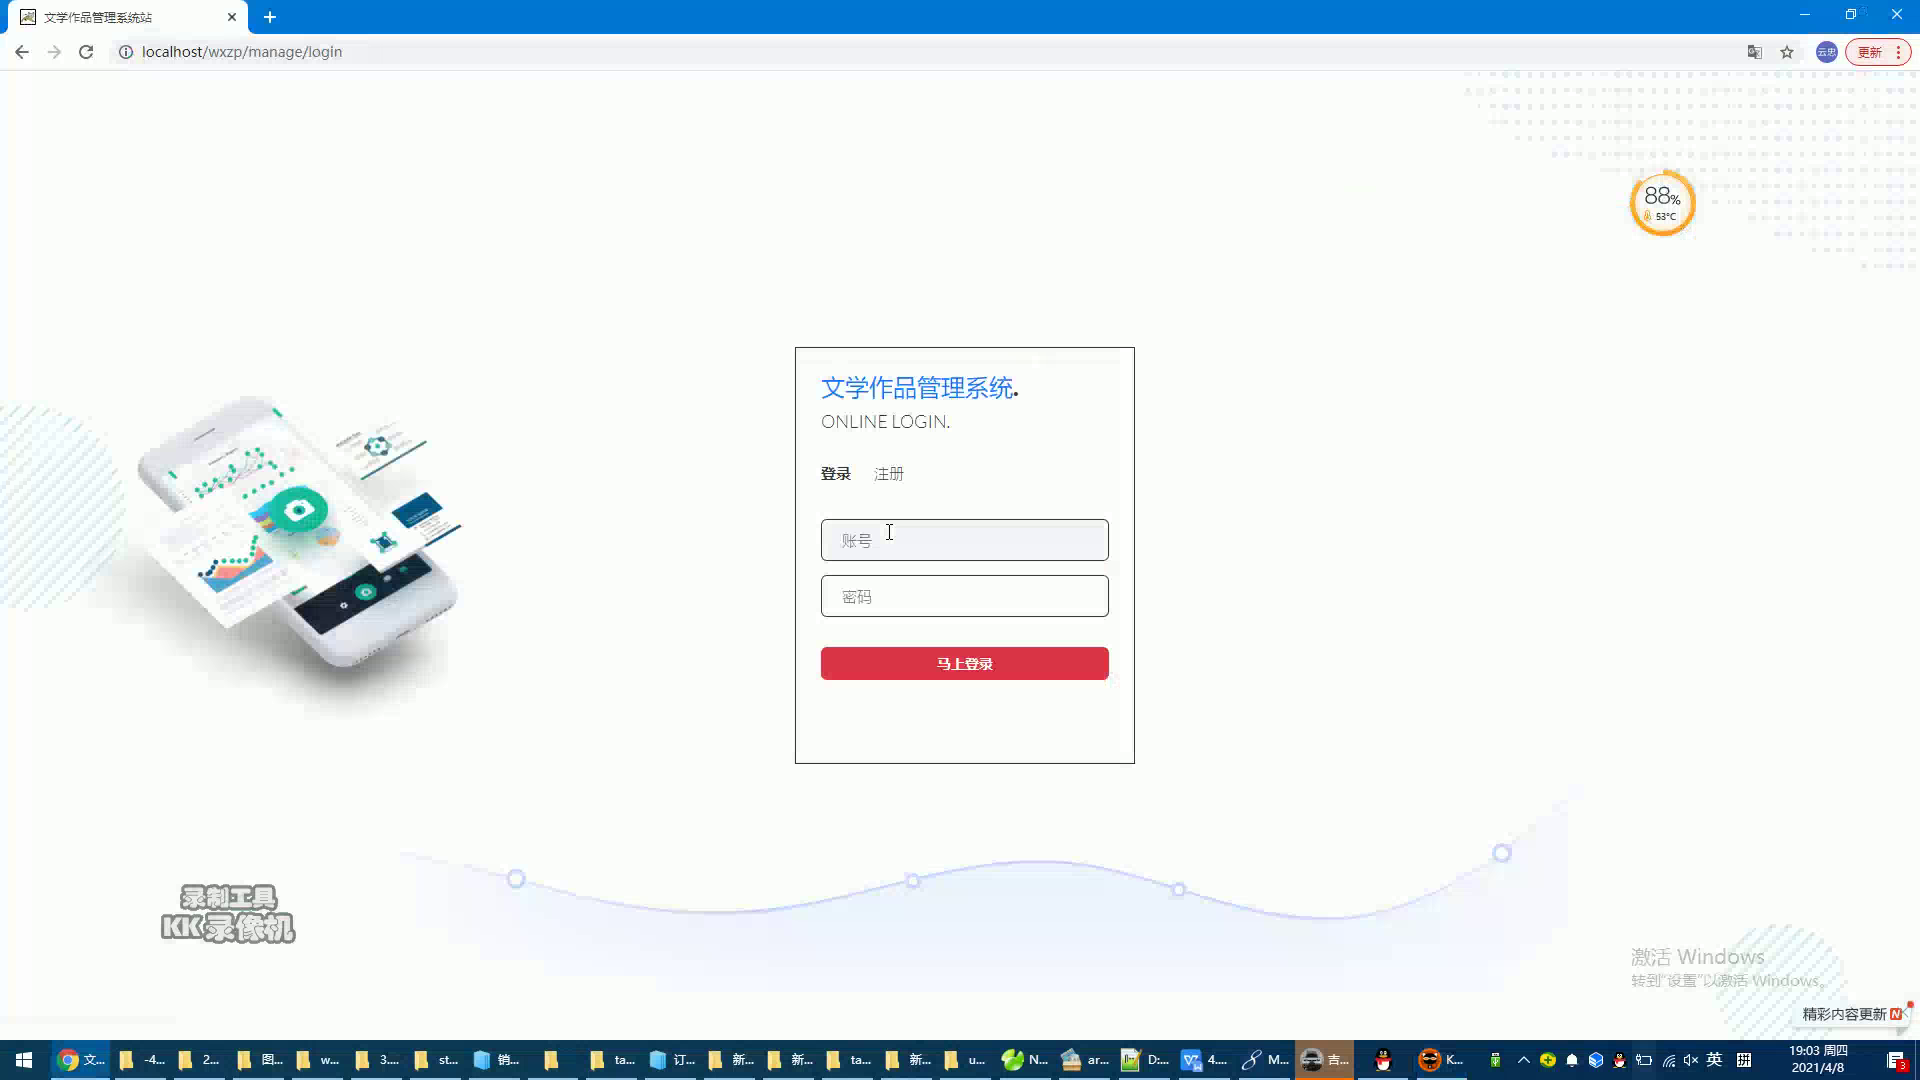 文学作品管理系统站
localhost/wxzp/manage/login
云忠
更新
88%
53°C
文学作品管理系统.
ONLINE LOGIN.
登录 注册
账号
密码
马上登录
录制工具
KK录像机
激活 Windows
转到“设置”以激活 Windows。
精彩内容更新
文... -4... 2... 图... w... 3... st... 销... ta... 订... 新... 新... ta... 新... u... N... ar... D:... 4.... M... 吉... K... 英 拼
19:03 周四
2021/4/8
3